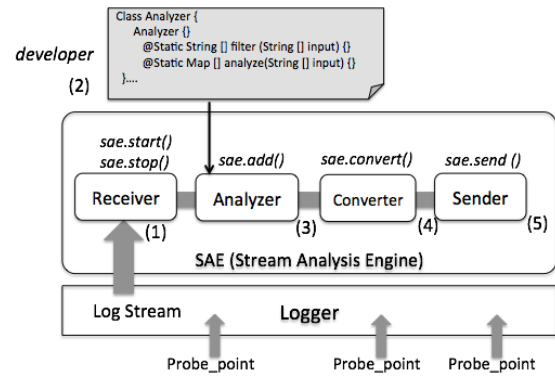 Class Analyzer {
Analyzer {}
@Static String [] filter (String [] input) {}
@Static Map [] analyze(String [] input) {}
}....
developer
(2)
sae.start()
sae.stop()
sae.add()
sae.convert()
sae.send ()
Receiver
Analyzer
Converter
Sender
(1)
(3)
(4)
(5)
SAE (Stream Analysis Engine)
Log Stream
Logger
Probe_point
Probe_point
Probe_point